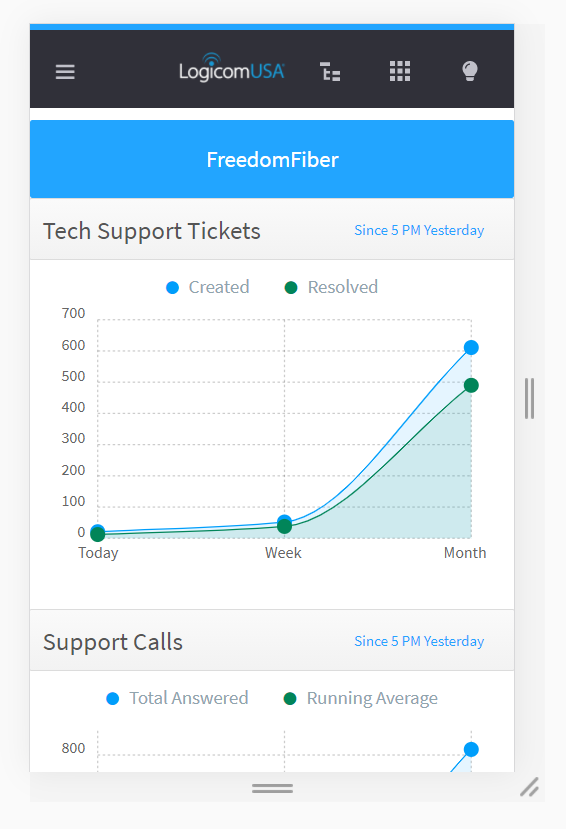 LogicomUSA
FreedomFiber
Tech Support Tickets Since 5 PM Yesterday
Created Resolved
700
600
500
400
300
200
100
0
Today Week Month
Support Calls Since 5 PM Yesterday
Total Answered Running Average
800